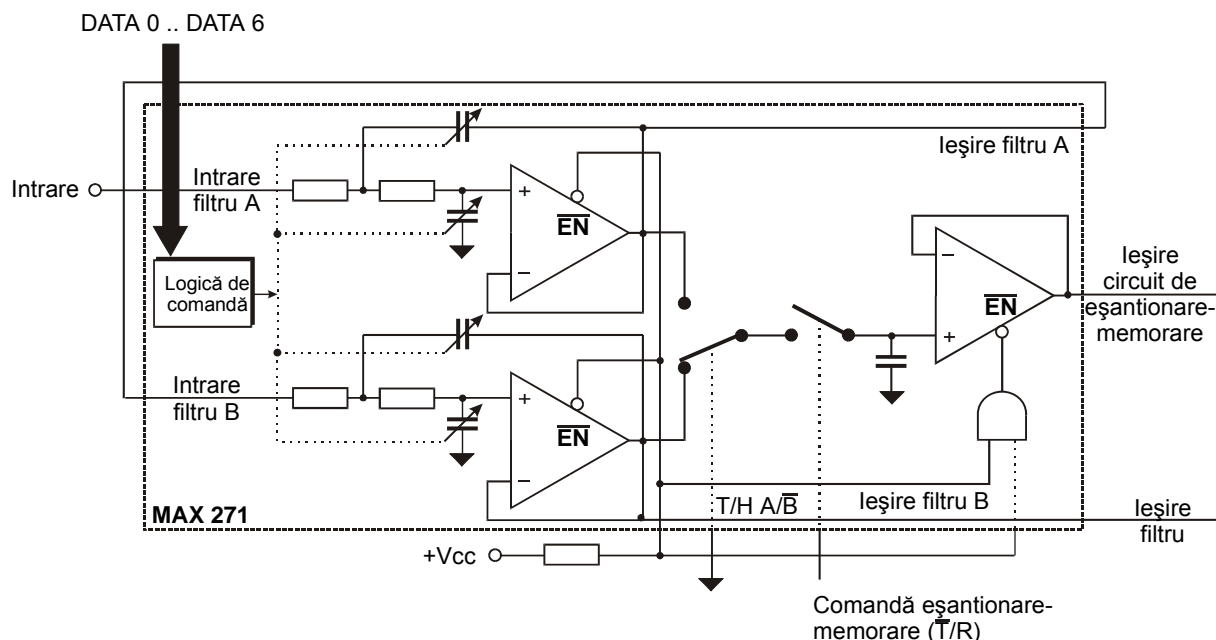 DATA 0 .. DATA 6
Ieşire filtru A
Intrare
Intrare
filtru A
+
EN
−
Logică de
comandă
−
EN
+
Ieşire
circuit de
eşantionare-
memorare
Intrare
filtru B
+
EN
−
T/H A/B̅
Ieşire filtru B
MAX 271
Ieşire
filtru
+Vcc
Comandă eşantionare-
memorare (T̅/R)